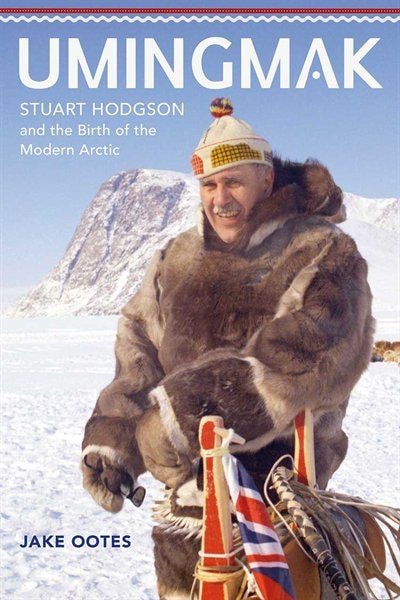 UMINGMAK
STUART HODGSON
and the Birth of the
Modern Arctic
JAKE OOTES